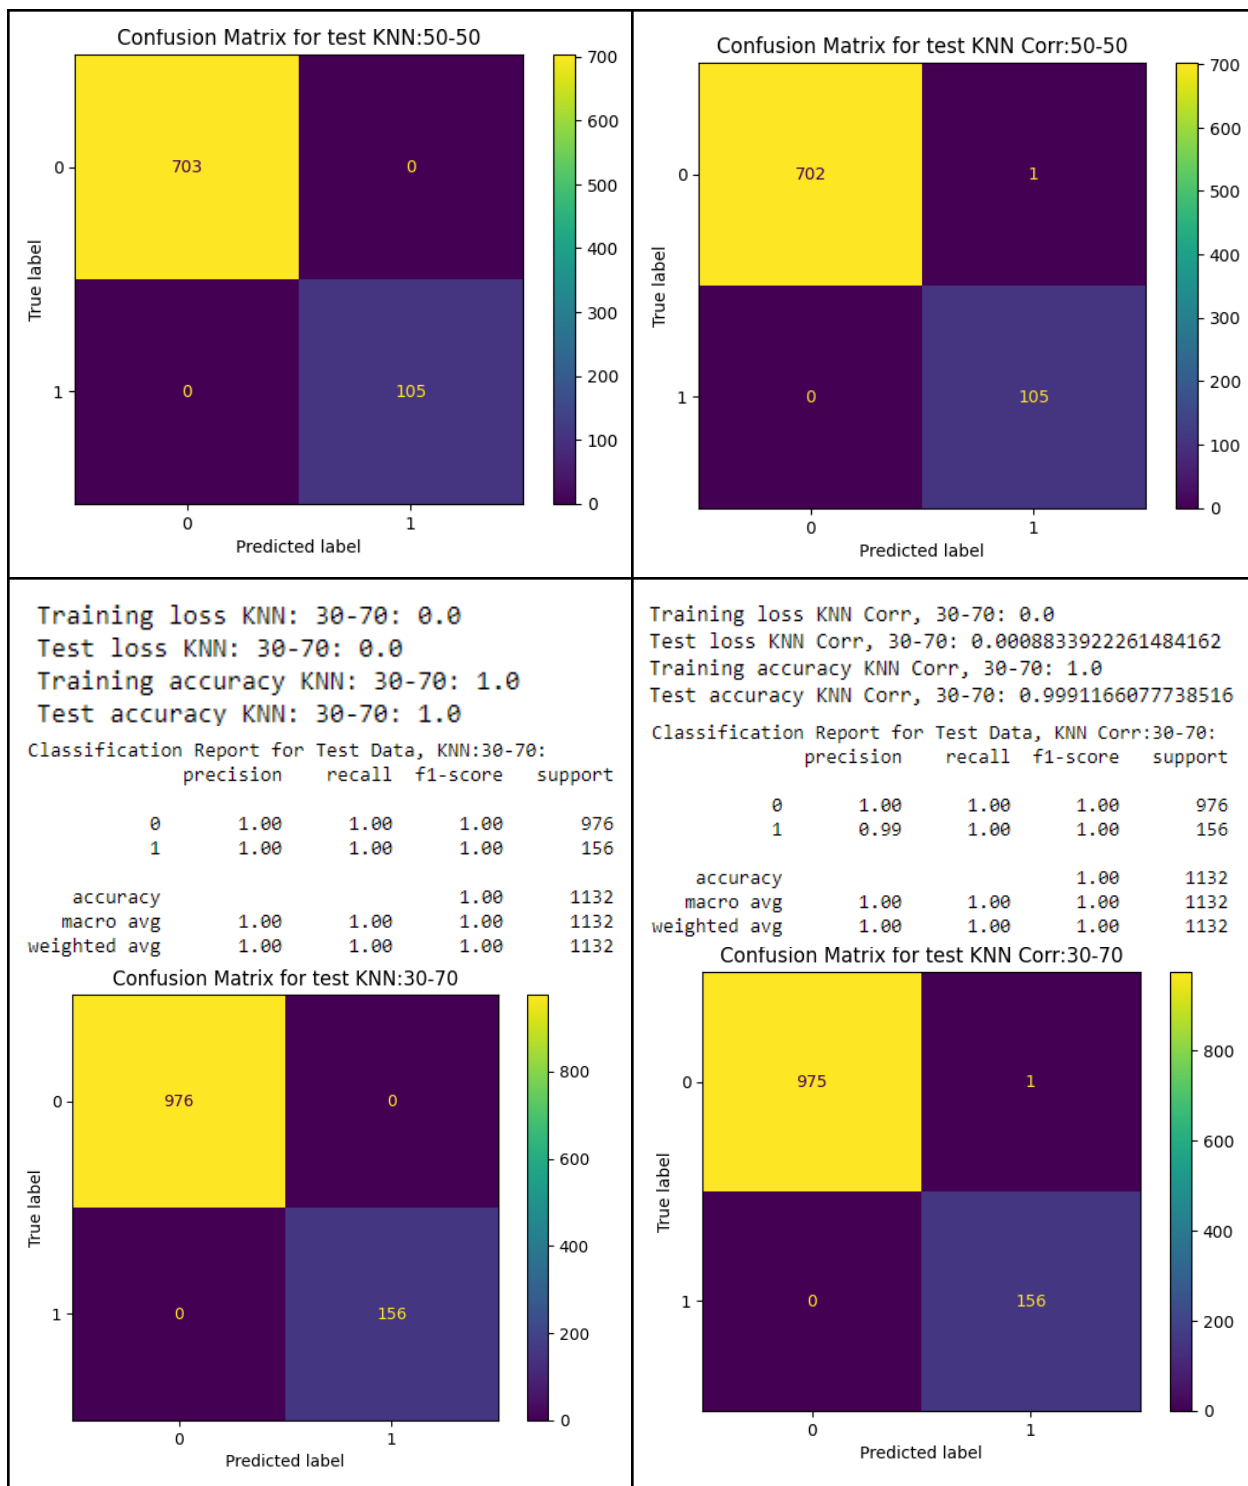 Confusion Matrix for test KNN:50-50
700
600
500
400
300
200
100
0
0
703
0
1
0
105
True label
0
1
Predicted label
Confusion Matrix for test KNN Corr:50-50
700
600
500
400
300
200
100
0
0
702
1
1
0
105
True label
0
1
Predicted label
Training loss KNN: 30-70: 0.0
Test loss KNN: 30-70: 0.0
Training accuracy KNN: 30-70: 1.0
Test accuracy KNN: 30-70: 1.0
Classification Report for Test Data, KNN:30-70:
precision recall f1-score support
0 1.00 1.00 1.00 976
1 1.00 1.00 1.00 156
accuracy 1.00 1132
macro avg 1.00 1.00 1.00 1132
weighted avg 1.00 1.00 1.00 1132
Confusion Matrix for test KNN:30-70
800
600
400
200
0
0
976
0
1
0
156
True label
0
1
Predicted label
Training loss KNN Corr, 30-70: 0.0
Test loss KNN Corr, 30-70: 0.0008833922261484162
Training accuracy KNN Corr, 30-70: 1.0
Test accuracy KNN Corr, 30-70: 0.9991166077738516
Classification Report for Test Data, KNN Corr:30-70:
precision recall f1-score support
0 1.00 1.00 1.00 976
1 0.99 1.00 1.00 156
accuracy 1.00 1132
macro avg 1.00 1.00 1.00 1132
weighted avg 1.00 1.00 1.00 1132
Confusion Matrix for test KNN Corr:30-70
800
600
400
200
0
0
975
1
1
0
156
True label
0
1
Predicted label